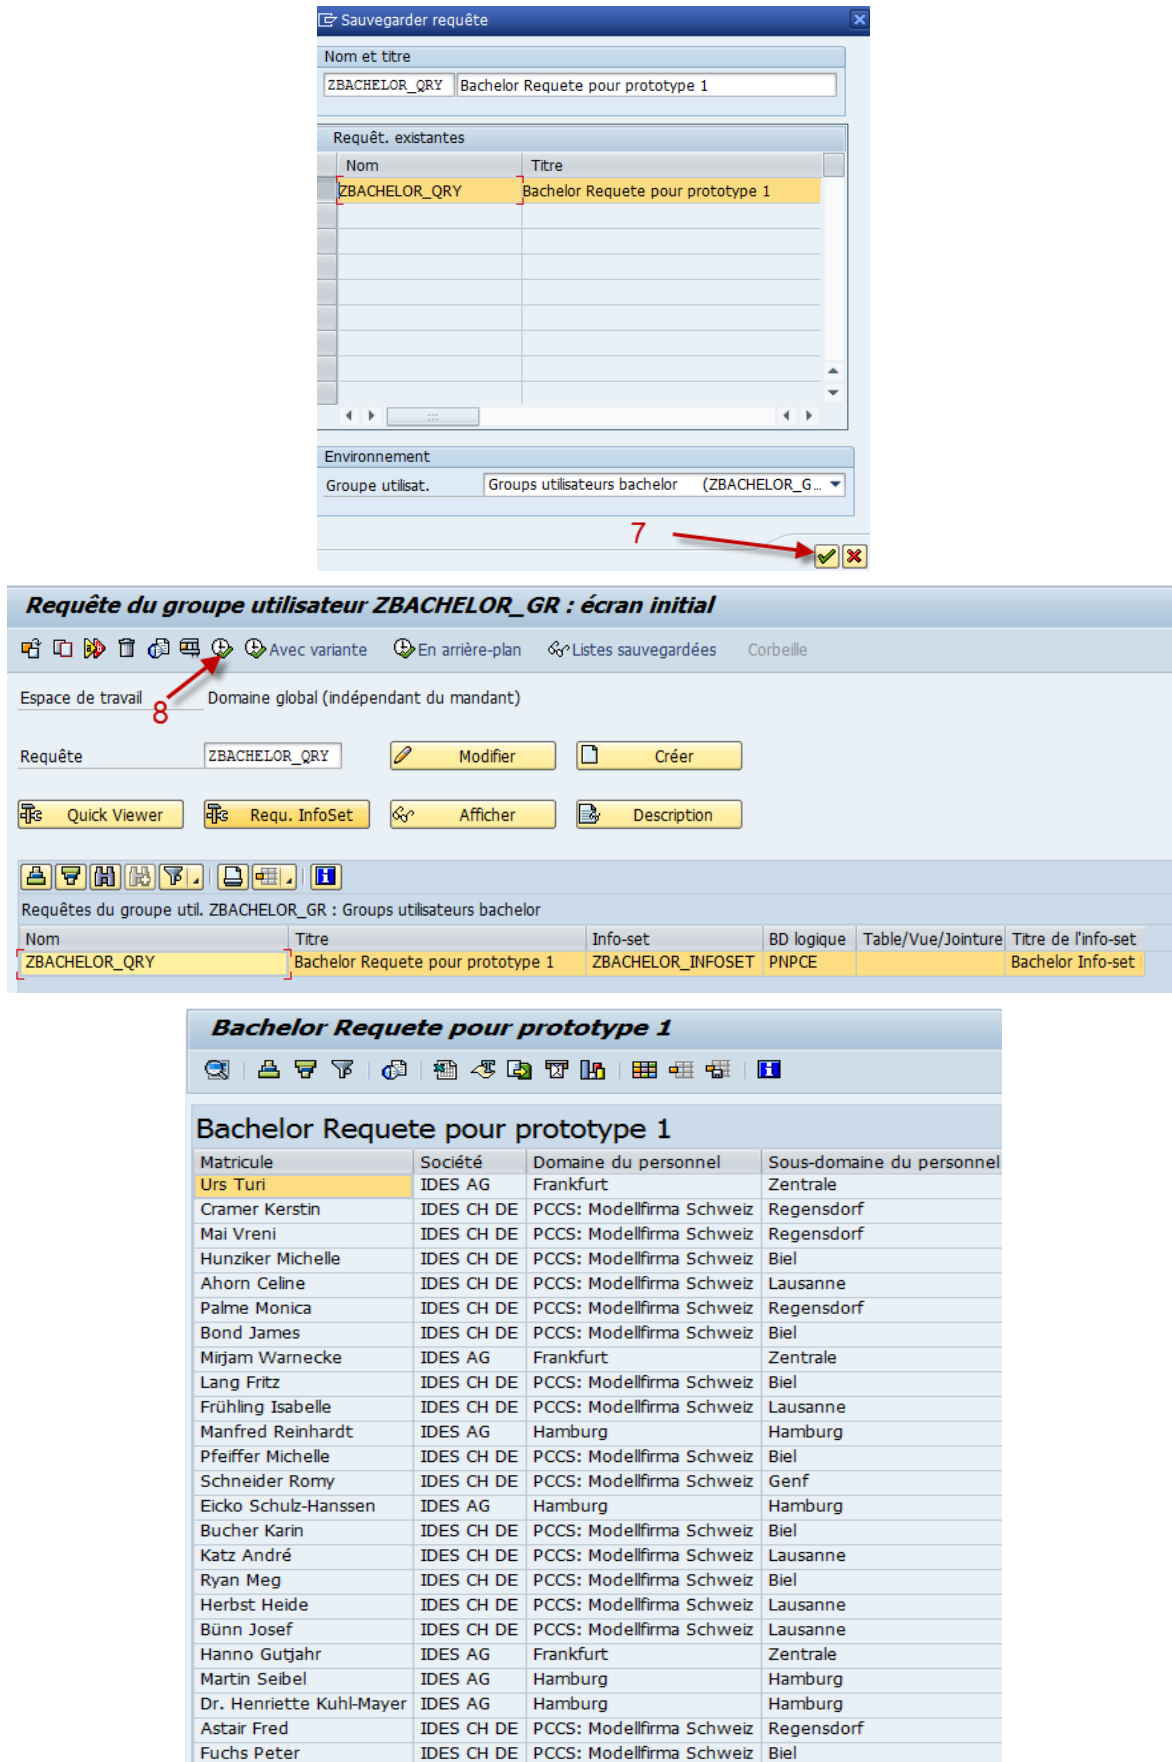 Sauvegarder requête
Nom et titre
ZBACHELOR_QRY Bachelor Requete pour prototype 1
Requêt. existantes
Nom Titre
ZBACHELOR_QRY Bachelor Requete pour prototype 1
Environnement
Groupe utilisat. Groups utilisateurs bachelor (ZBACHELOR_G...
7
Requête du groupe utilisateur ZBACHELOR_GR : écran initial
Avec variante En arrière-plan Listes sauvegardées Corbeille
8
Espace de travail Domaine global (indépendant du mandant)
Requête ZBACHELOR_QRY Modifier Créer
Quick Viewer Requ. InfoSet Afficher Description
Requêtes du groupe util. ZBACHELOR_GR : Groups utilisateurs bachelor
Nom Titre Info-set BD logique Table/Vue/Jointure Titre de l'info-set
ZBACHELOR_QRY Bachelor Requete pour prototype 1 ZBACHELOR_INFOSET PNPCE Bachelor Info-set
Bachelor Requete pour prototype 1
Bachelor Requete pour prototype 1
Matricule Société Domaine du personnel Sous-domaine du personnel
Urs Turi IDES AG Frankfurt Zentrale
Cramer Kerstin IDES CH DE PCCS: Modellfirma Schweiz Regensdorf
Mai Vreni IDES CH DE PCCS: Modellfirma Schweiz Regensdorf
Hunziker Michelle IDES CH DE PCCS: Modellfirma Schweiz Biel
Ahorn Celine IDES CH DE PCCS: Modellfirma Schweiz Lausanne
Palme Monica IDES CH DE PCCS: Modellfirma Schweiz Regensdorf
Bond James IDES CH DE PCCS: Modellfirma Schweiz Biel
Mirjam Warnecke IDES AG Frankfurt Zentrale
Lang Fritz IDES CH DE PCCS: Modellfirma Schweiz Biel
Frühling Isabelle IDES CH DE PCCS: Modellfirma Schweiz Lausanne
Manfred Reinhardt IDES AG Hamburg Hamburg
Pfeiffer Michelle IDES CH DE PCCS: Modellfirma Schweiz Biel
Schneider Romy IDES CH DE PCCS: Modellfirma Schweiz Genf
Eicko Schulz-Hanssen IDES AG Hamburg Hamburg
Bucher Karin IDES CH DE PCCS: Modellfirma Schweiz Biel
Katz André IDES CH DE PCCS: Modellfirma Schweiz Lausanne
Ryan Meg IDES CH DE PCCS: Modellfirma Schweiz Biel
Herbst Heide IDES CH DE PCCS: Modellfirma Schweiz Lausanne
Bünn Josef IDES CH DE PCCS: Modellfirma Schweiz Lausanne
Hanno Gutjahr IDES AG Frankfurt Zentrale
Martin Seibel IDES AG Hamburg Hamburg
Dr. Henriette Kuhl-Mayer IDES AG Hamburg Hamburg
Astair Fred IDES CH DE PCCS: Modellfirma Schweiz Regensdorf
Fuchs Peter IDES CH DE PCCS: Modellfirma Schweiz Biel